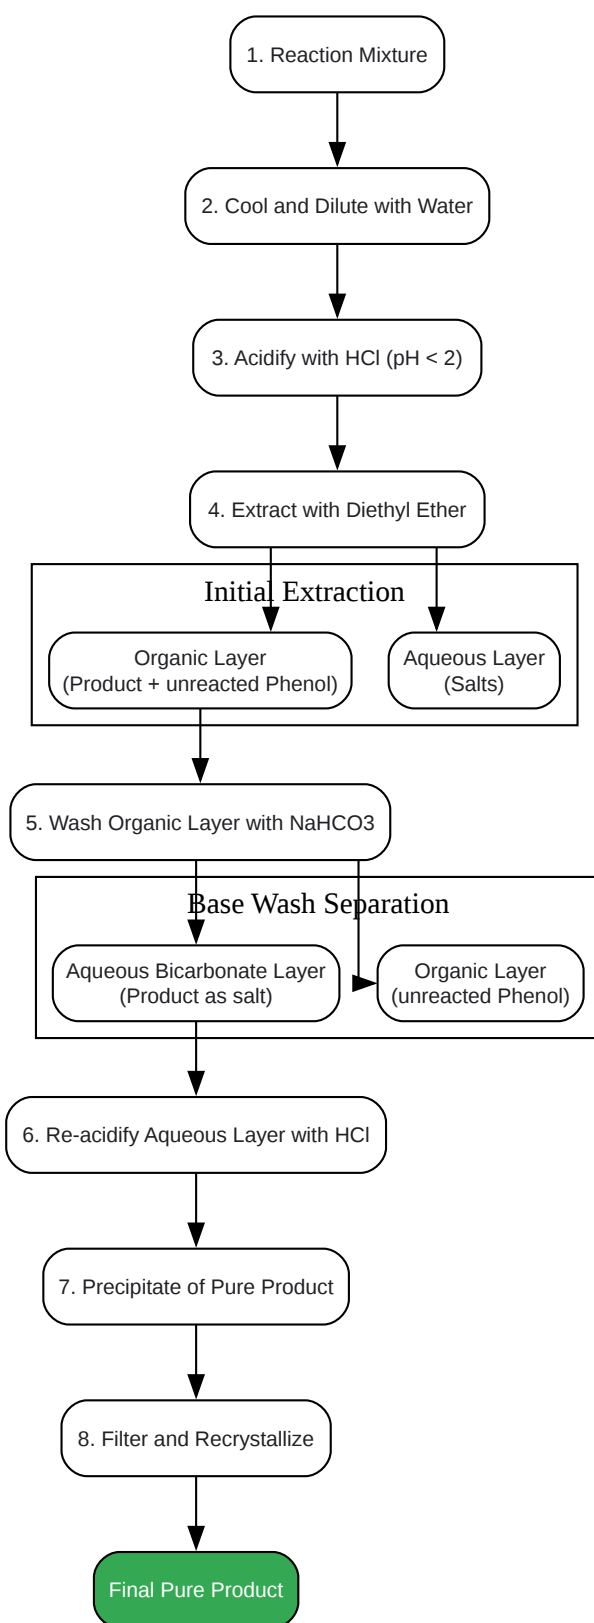 1. Reaction Mixture
2. Cool and Dilute with Water
3. Acidify with HCl (pH < 2)
4. Extract with Diethyl Ether
Initial Extraction
Organic Layer
(Product + unreacted Phenol)
Aqueous Layer
(Salts)
5. Wash Organic Layer with NaHCO3
Base Wash Separation
Aqueous Bicarbonate Layer
(Product as salt)
Organic Layer
(unreacted Phenol)
6. Re-acidify Aqueous Layer with HCl
7. Precipitate of Pure Product
8. Filter and Recrystallize
Final Pure Product